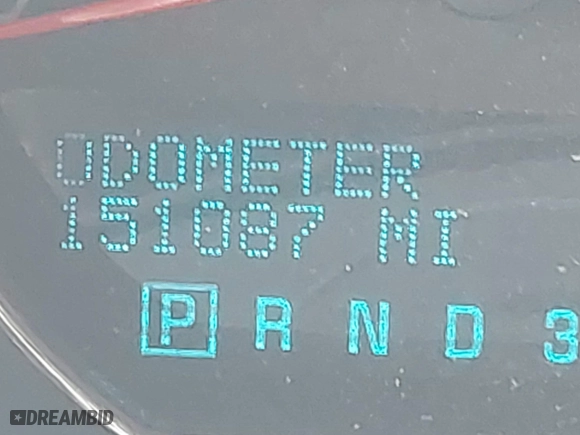 ODOMETER
151087 MI
P R N D 3
DREAMBID